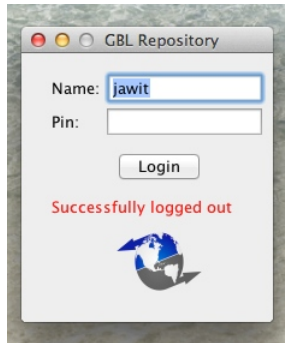 GBL Repository
Name: jawit
Pin:
Login
Successfully logged out